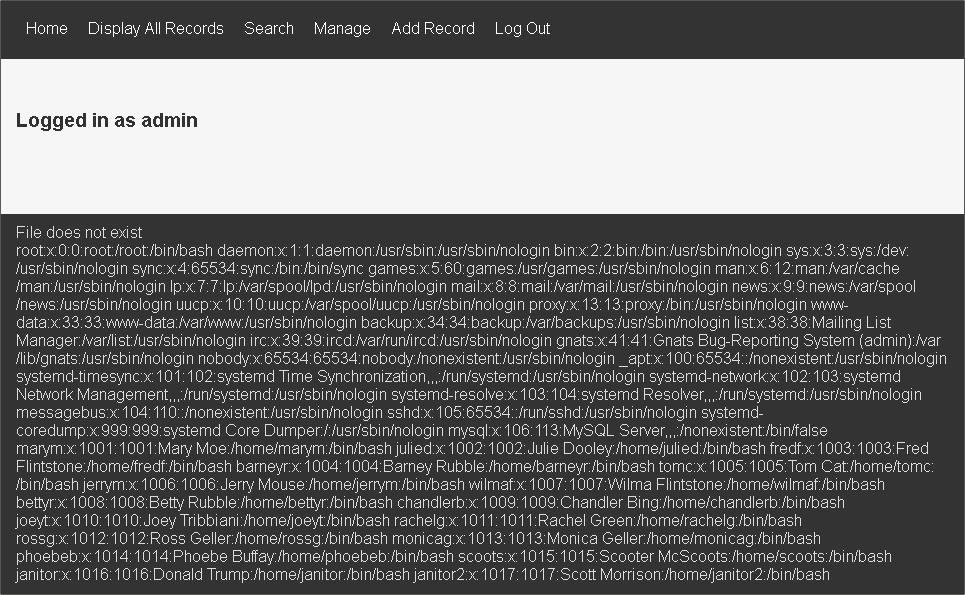 Home Display All Records Search Manage Add Record Log Out
Logged in as admin
File does not exist
root:x:0:0:root:/root:/bin/bash daemon:x:1:1:daemon:/usr/sbin:/usr/sbin/nologin bin:x:2:2:bin:/bin:/usr/sbin/nologin sys:x:3:3:sys:/dev:
/usr/sbin/nologin sync:x:4:65534:sync:/bin:/bin/sync games:x:5:60:games:/usr/games:/usr/sbin/nologin man:x:6:12:man:/var/cache
/man:/usr/sbin/nologin lp:x:7:7:lp:/var/spool/lpd:/usr/sbin/nologin mail:x:8:8:mail:/var/mail:/usr/sbin/nologin news:x:9:9:news:/var/spool
/news:/usr/sbin/nologin uucp:x:10:10:uucp:/var/spool/uucp:/usr/sbin/nologin proxy:x:13:13:proxy:/bin:/usr/sbin/nologin www-
data:x:33:33:www-data:/var/www:/usr/sbin/nologin backup:x:34:34:backup:/var/backups:/usr/sbin/nologin list:x:38:38:Mailing List
Manager:/var/list:/usr/sbin/nologin irc:x:39:39:ircd:/var/run/ircd:/usr/sbin/nologin gnats:x:41:41:Gnats Bug-Reporting System (admin):/var
/lib/gnats:/usr/sbin/nologin nobody:x:65534:65534:nobody:/nonexistent:/usr/sbin/nologin _apt:x:100:65534::/nonexistent:/usr/sbin/nologin
systemd-timesync:x:101:102:systemd Time Synchronization,,,:/run/systemd:/usr/sbin/nologin systemd-network:x:102:103:systemd
Network Management,,,:/run/systemd:/usr/sbin/nologin systemd-resolve:x:103:104:systemd Resolver,,,:/run/systemd:/usr/sbin/nologin
messagebus:x:104:110::/nonexistent:/usr/sbin/nologin sshd:x:105:65534::/run/sshd:/usr/sbin/nologin systemd-
coredump:x:999:999:systemd Core Dumper:/:/usr/sbin/nologin mysql:x:106:113:MySQL Server,,,:/nonexistent:/bin/false
marym:x:1001:1001:Mary Moe:/home/marym:/bin/bash julied:x:1002:1002:Julie Dooley:/home/julied:/bin/bash fredf:x:1003:1003:Fred
Flintstone:/home/fredf:/bin/bash barneyr:x:1004:1004:Barney Rubble:/home/barneyr:/bin/bash tomc:x:1005:1005:Tom Cat:/home/tomc:
/bin/bash jerrym:x:1006:1006:Jerry Mouse:/home/jerrym:/bin/bash wilmaf:x:1007:1007:Wilma Flintstone:/home/wilmaf:/bin/bash
bettyr:x:1008:1008:Betty Rubble:/home/bettyr:/bin/bash chandlerb:x:1009:1009:Chandler Bing:/home/chandlerb:/bin/bash
joeyt:x:1010:1010:Joey Tribbiani:/home/joeyt:/bin/bash rachelg:x:1011:1011:Rachel Green:/home/rachelg:/bin/bash
rossg:x:1012:1012:Ross Geller:/home/rossg:/bin/bash monicag:x:1013:1013:Monica Geller:/home/monicag:/bin/bash
phoebeb:x:1014:1014:Phoebe Buffay:/home/phoebeb:/bin/bash scoots:x:1015:1015:Scooter McScoots:/home/scoots:/bin/bash
janitor:x:1016:1016:Donald Trump:/home/janitor:/bin/bash janitor2:x:1017:1017:Scott Morrison:/home/janitor2:/bin/bash